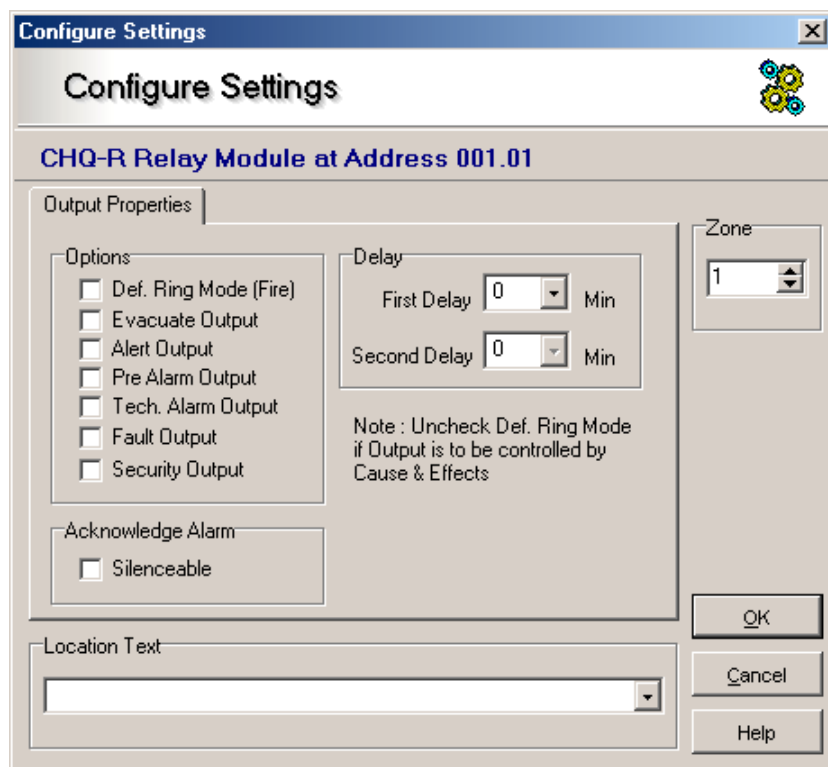 Configure Settings
Configure Settings
CHQ-R Relay Module at Address 001.01
Output Properties
Options
Def. Ring Mode (Fire)
Evacuate Output
Alert Output
Pre Alarm Output
Tech. Alarm Output
Fault Output
Security Output
Delay
First Delay 0 Min
Second Delay 0 Min
Note : Uncheck Def. Ring Mode
if Output is to be controlled by
Cause & Effects
Acknowledge Alarm
Silenceable
Zone
1
Location Text
OK
Cancel
Help